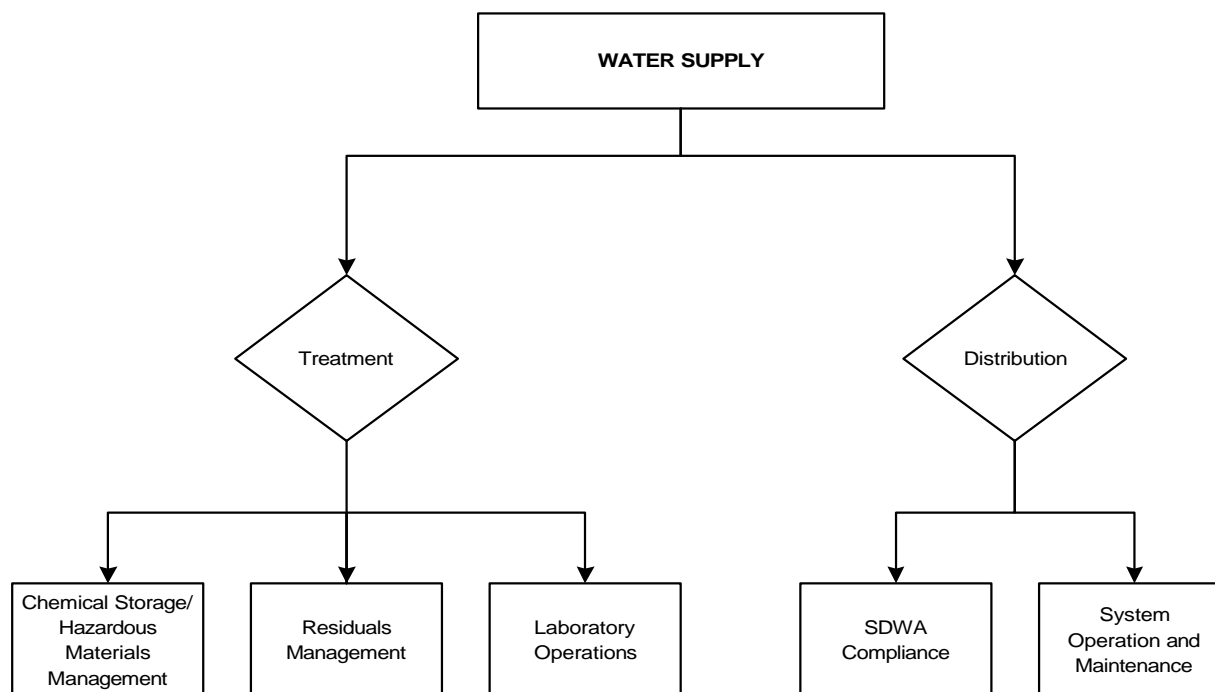 WATER SUPPLY
Treatment
Distribution
Chemical Storage/
Hazardous
Materials
Management
Residuals
Management
Laboratory
Operations
SDWA
Compliance
System
Operation and
Maintenance